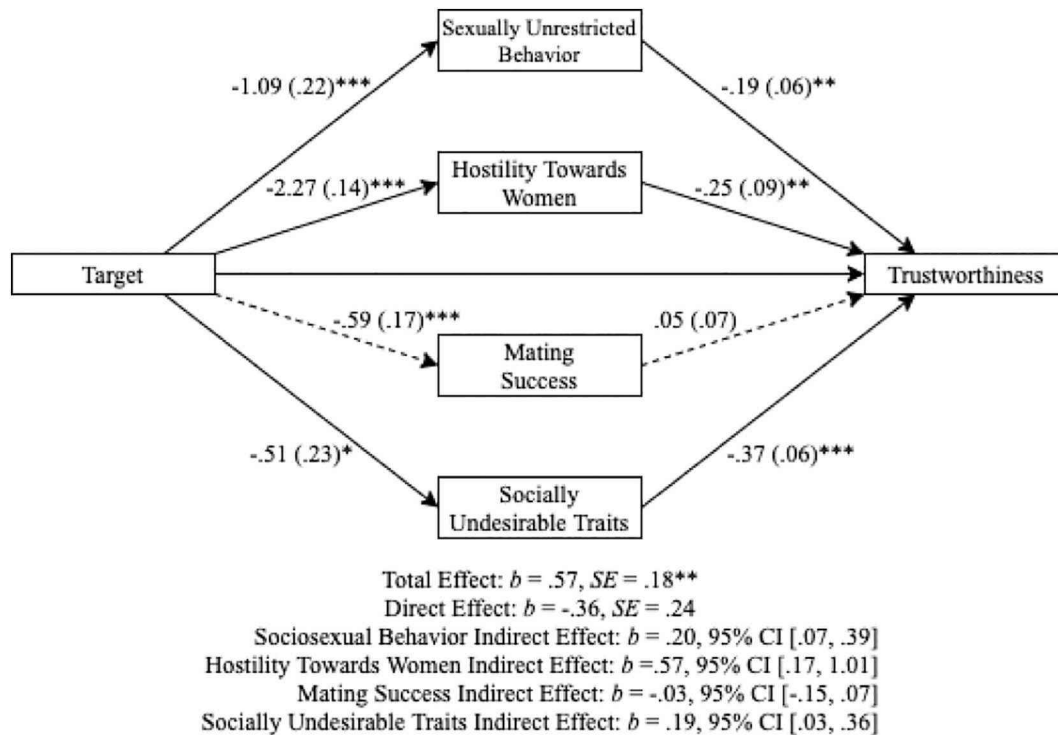 Sexually Unrestricted
Behavior
-1.09 (.22)***
-.19 (.06)**
Hostility Towards
Women
-2.27 (.14)***
-.25 (.09)**
Target
Trustworthiness
-.59 (.17)***
.05 (.07)
Mating
Success
-.51 (.23)*
-.37 (.06)***
Socially
Undesirable Traits
Total Effect: b = .57, SE = .18**
Direct Effect: b = -.36, SE = .24
Sociosexual Behavior Indirect Effect: b = .20, 95% CI [.07, .39]
Hostility Towards Women Indirect Effect: b =.57, 95% CI [.17, 1.01]
Mating Success Indirect Effect: b = -.03, 95% CI [-.15, .07]
Socially Undesirable Traits Indirect Effect: b = .19, 95% CI [.03, .36]